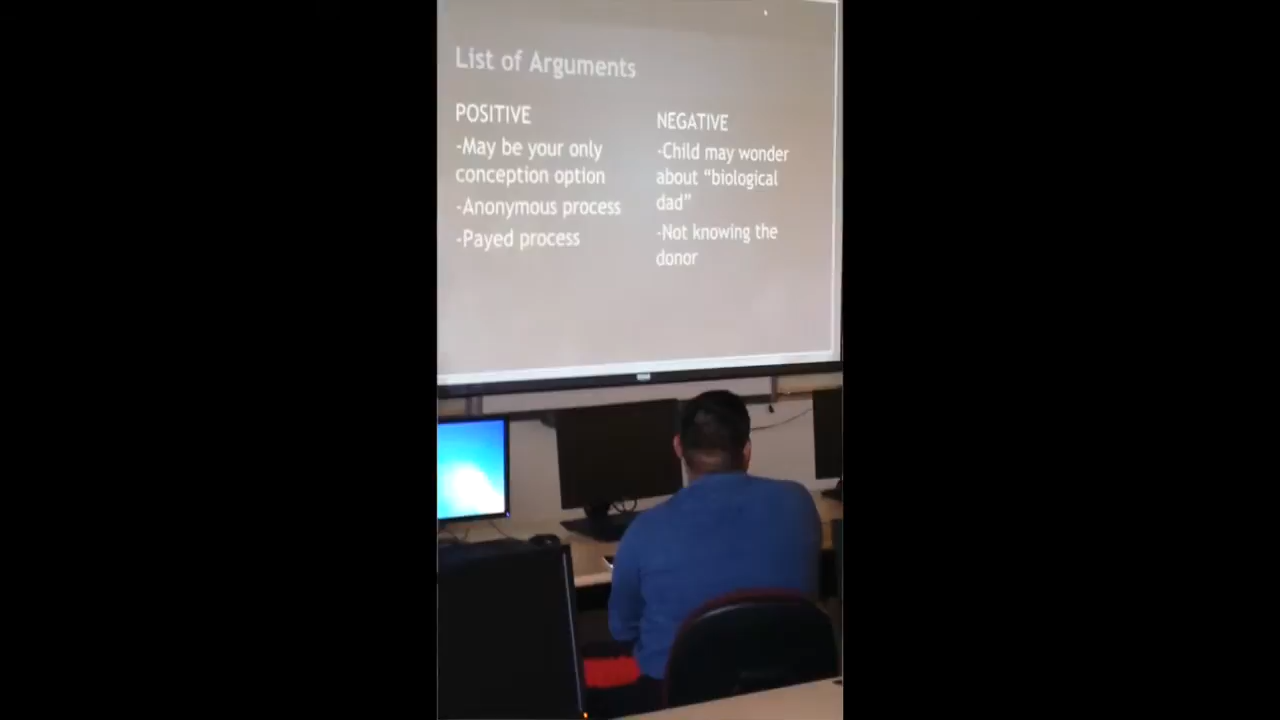 List of Arguments
POSITIVE
-May be your only
conception option
-Anonymous process
-Payed process
NEGATIVE
-Child may wonder
about “biological
dad”
-Not knowing the
donor